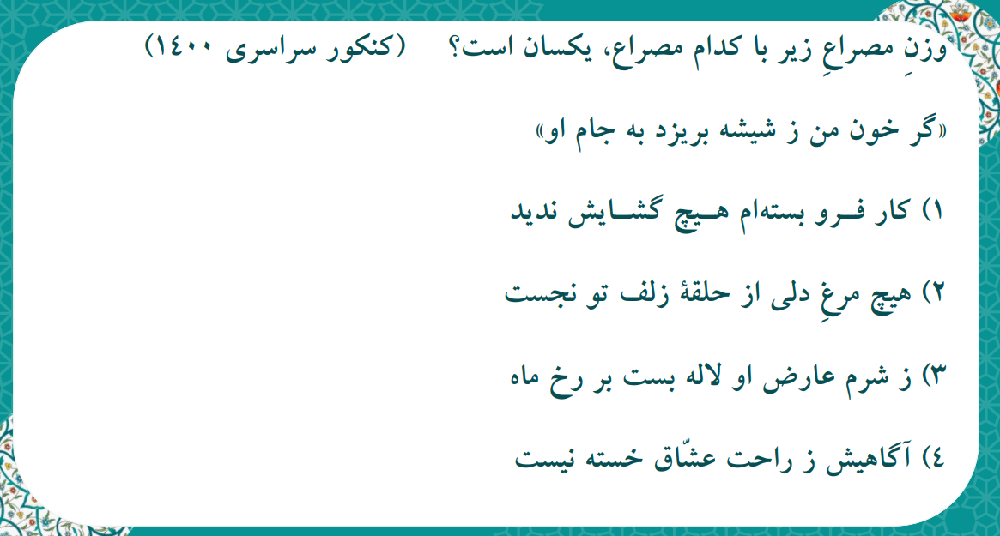 وزنِ مصراعِ زیر با کدام مصراع، یکسان است؟ (کنکور سراسری ۱۴۰۰)
«گر خون من ز شیشه بریزد به جام او»
۱) کار فــرو بسته‌ام هــیچ گشــایش ندید
۲) هیچ مرغِ دلی از حلقهٔ زلف تو نجست
۳) ز شرم عارض او لاله بست بر رخ ماه
۴) آگاهیش ز راحت عشّاق خسته نیست